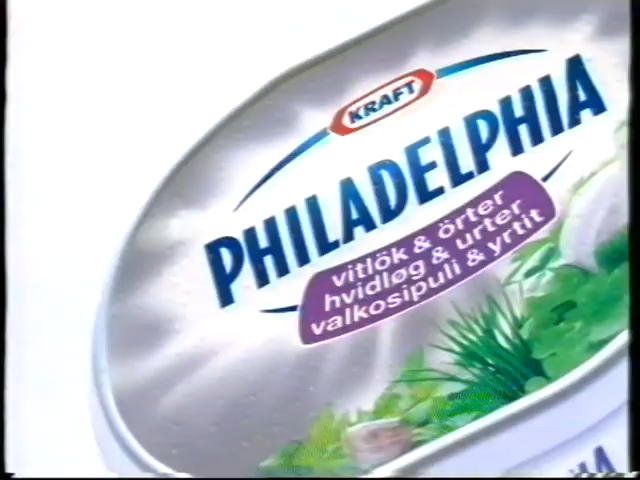 KRAFT
PHILADELPHIA
vitlök & örter
hvidløg & urter
valkosipuli & yrtit